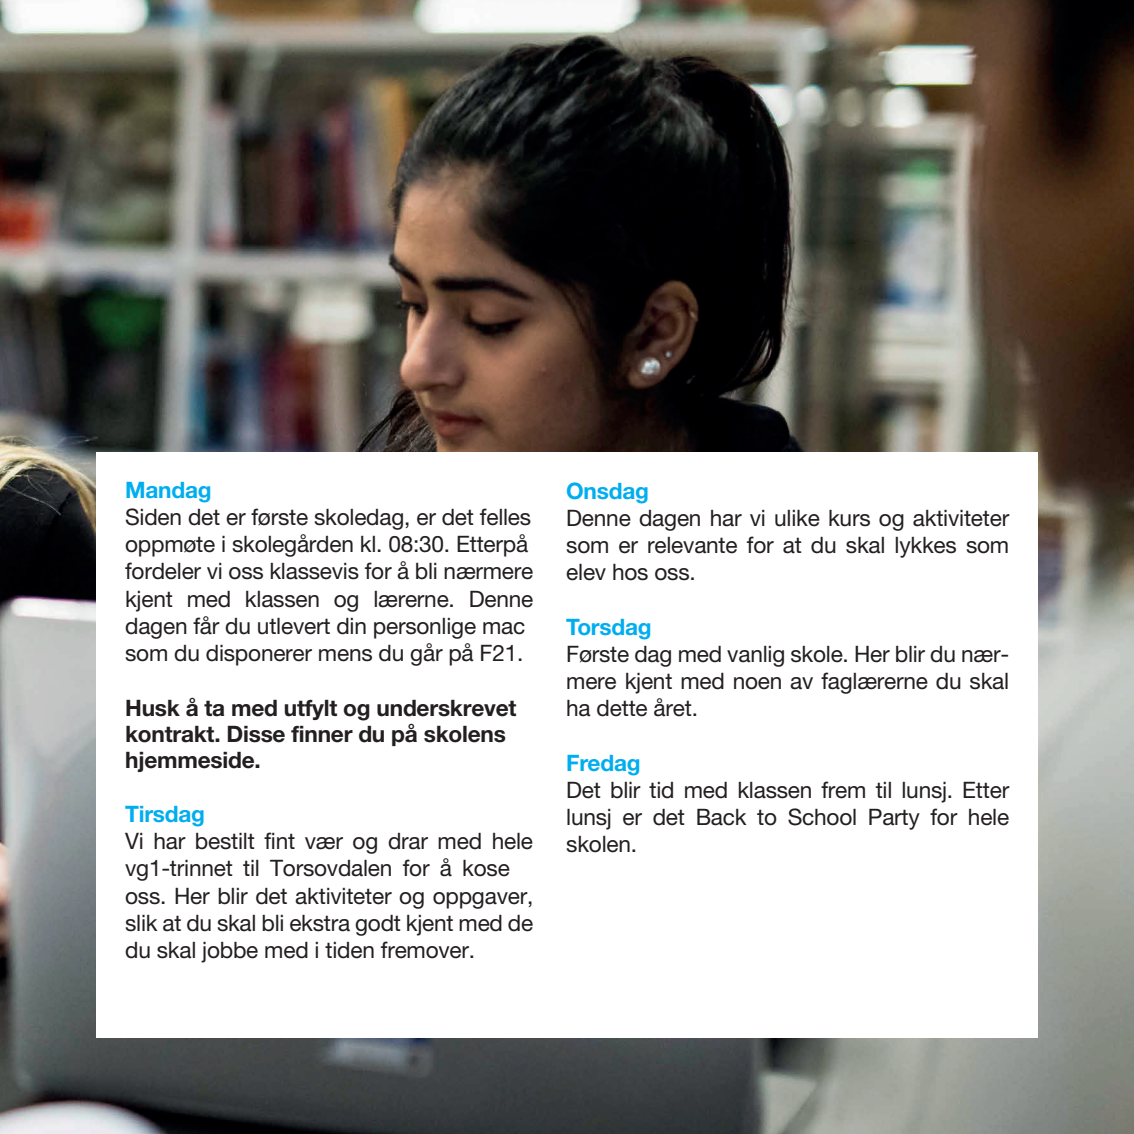 Mandag
Siden det er første skoledag, er det felles
oppmøte i skolegården kl. 08:30. Etterpå
fordeler vi oss klassevis for å bli nærmere
kjent med klassen og lærerne. Denne
dagen får du utlevert din personlige mac
som du disponerer mens du går på F21.
Husk å ta med utfylt og underskrevet
kontrakt. Disse finner du på skolens
hjemmeside.
Tirsdag
Vi har bestilt fint vær og drar med hele
vg1-trinnet til Torsovdalen for å kose
oss. Her blir det aktiviteter og oppgaver,
slik at du skal bli ekstra godt kjent med de
du skal jobbe med i tiden fremover.
Onsdag
Denne dagen har vi ulike kurs og aktiviteter
som er relevante for at du skal lykkes som
elev hos oss.
Torsdag
Første dag med vanlig skole. Her blir du nær-
mere kjent med noen av faglærerne du skal
ha dette året.
Fredag
Det blir tid med klassen frem til lunsj. Etter
lunsj er det Back to School Party for hele
skolen.